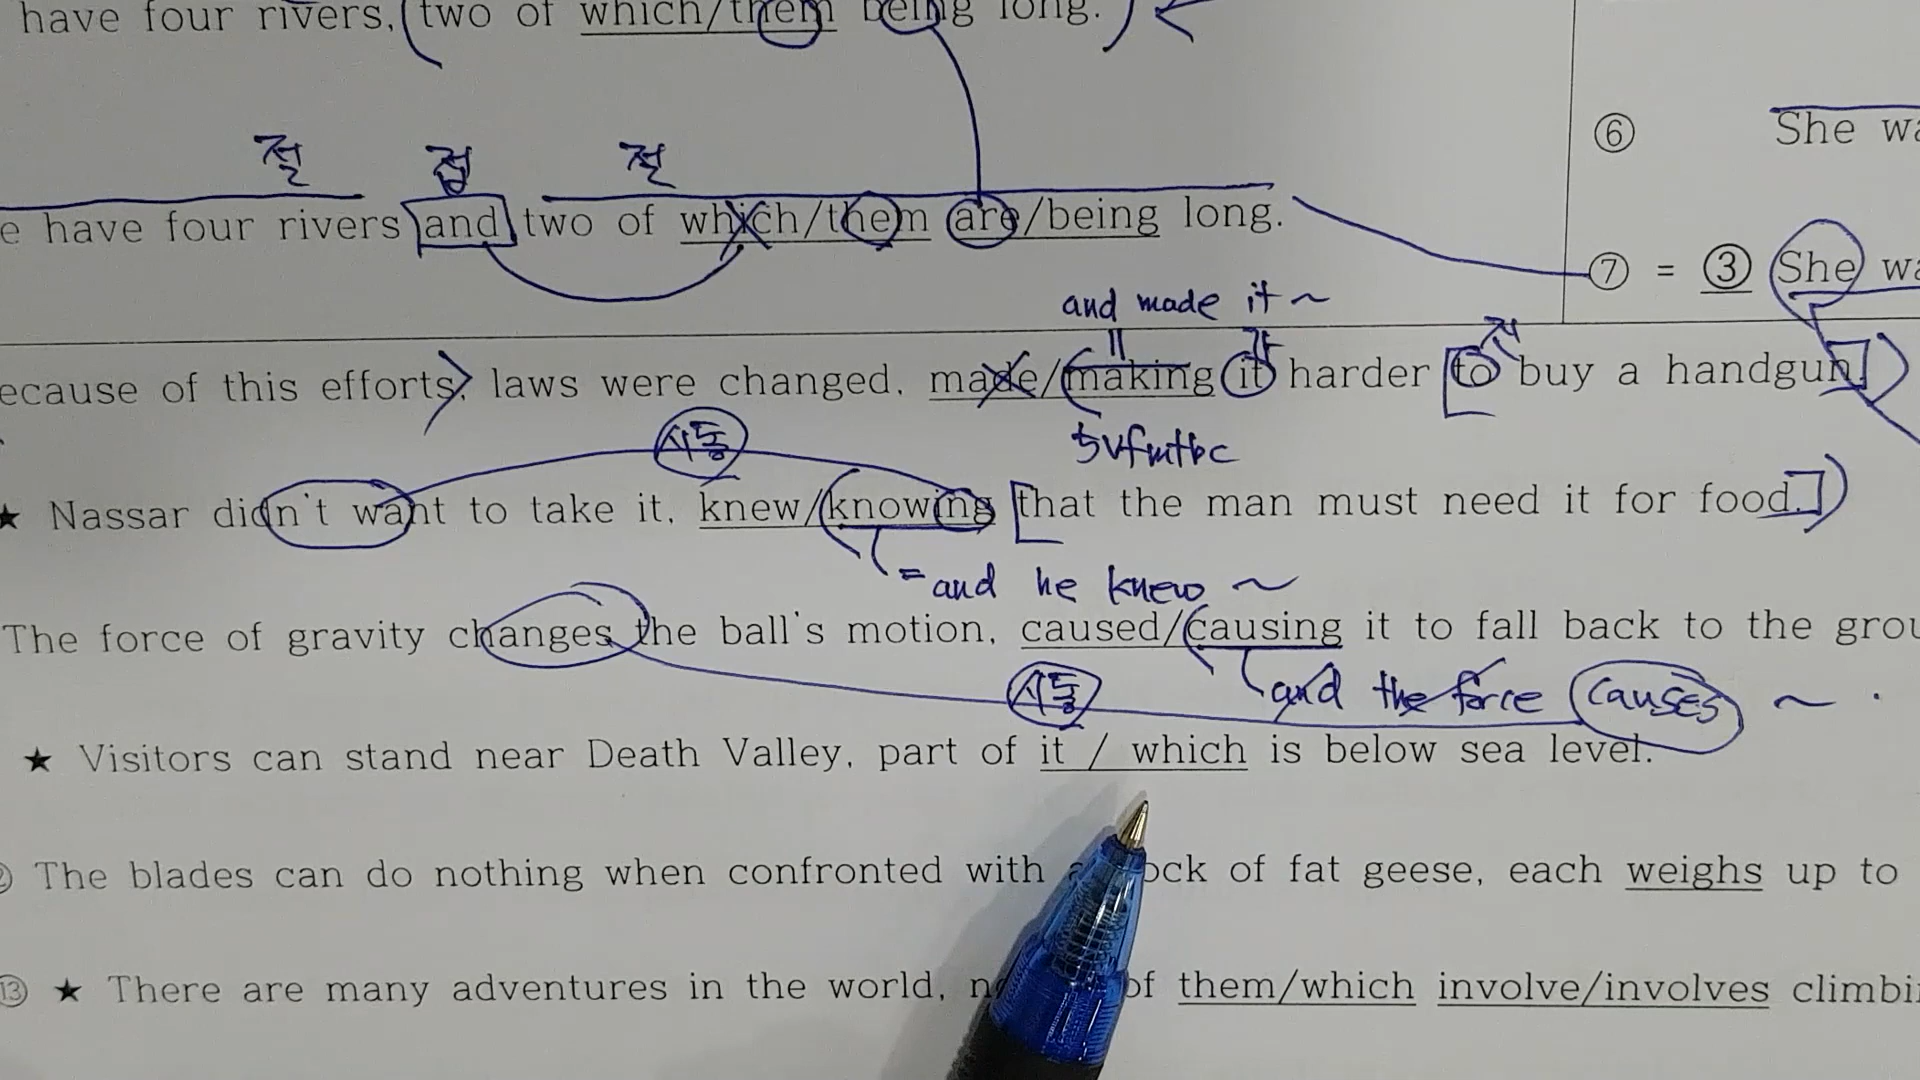 have four rivers, two of which/them being long.
⑥ She
절 접 절
have four rivers and two of which/them are/being long.
⑦ = ③ She
and made it ~
ecause of this efforts, laws were changed, made/making it harder to buy a handgun.
시동
★ Nassar didn't want to take it, knew/knowing that the man must need it for food.
= and he knew ~
The force of gravity changes the ball's motion, caused/causing it to fall back to the grou
시동 and the force causes ~ .
★ Visitors can stand near Death Valley, part of it / which is below sea level.
The blades can do nothing when confronted with of fat geese, each weighs up to
⑬ ★ There are many adventures in the world, of them/which involve/involves climbi